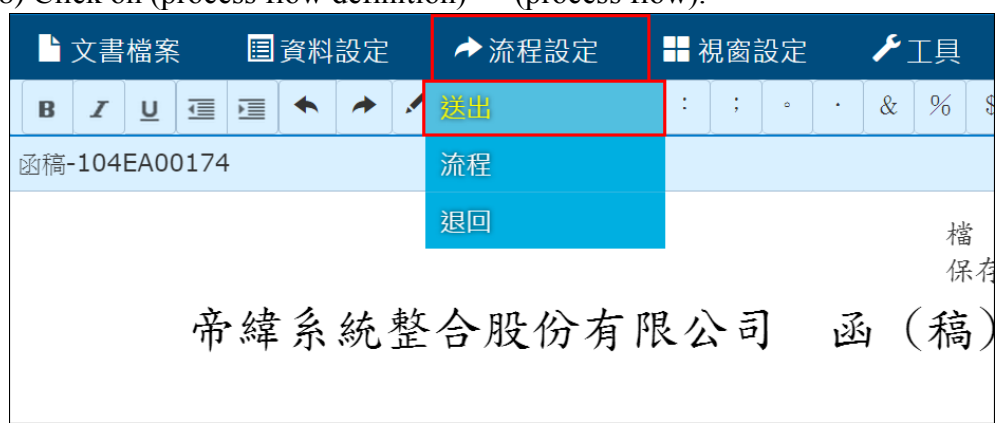 Click on (process flow definition) (process flow).
文書檔案 資料設定 流程設定 視窗設定 工具
B I U 送出 : ; 。 · & % $
函稿-104EA00174 流程
退回
檔
保存
帝緯系統整合股份有限公司 函（稿）